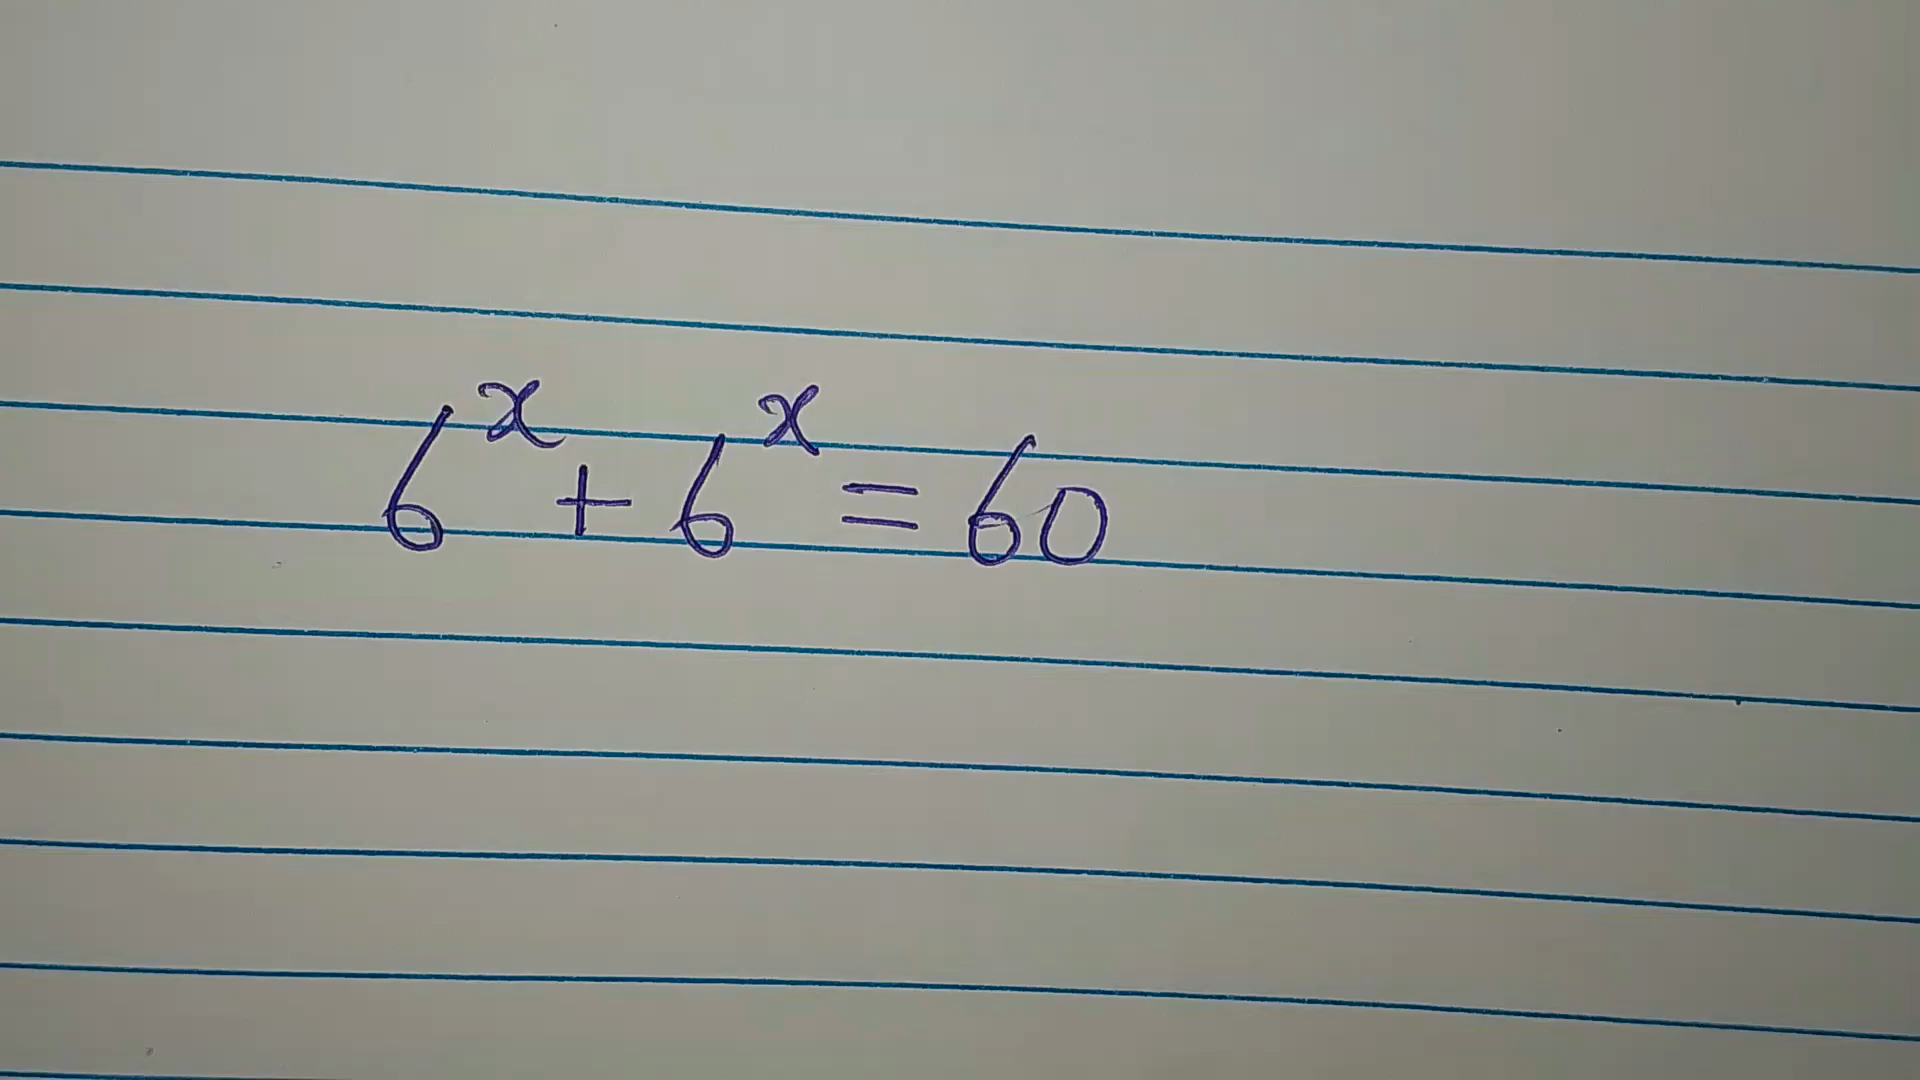 6^x + 6^x = 60